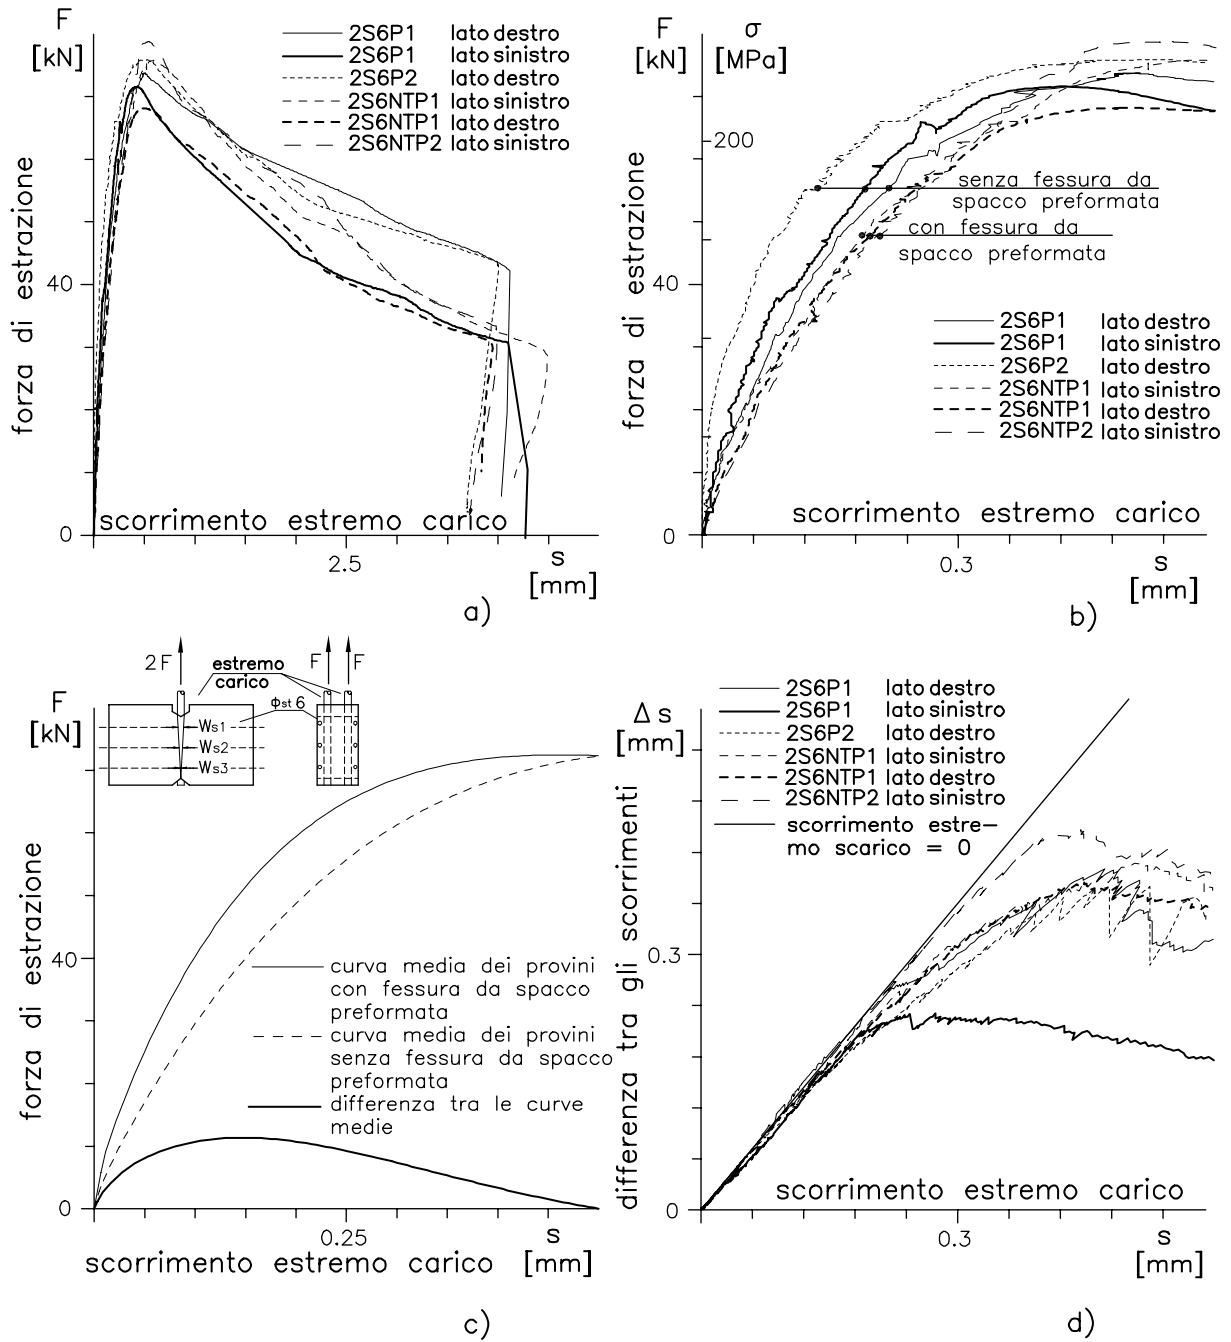 F
[kN]
2S6P1 lato destro
2S6P1 lato sinistro
2S6P2 lato destro
2S6NTP1 lato sinistro
2S6NTP1 lato destro
2S6NTP2 lato sinistro
forza di estrazione
40
0
scorrimento estremo carico
2.5
s
[mm]
a)
F
[kN]
σ
[MPa]
200
senza fessura da
spacco preformata
con fessura da
spacco preformata
forza di estrazione
40
2S6P1 lato destro
2S6P1 lato sinistro
2S6P2 lato destro
2S6NTP1 lato sinistro
2S6NTP1 lato destro
2S6NTP2 lato sinistro
scorrimento estremo carico
0
0.3
s
[mm]
b)
F
[kN]
2F
estremo
carico
F F
Φst 6
Ws1
Ws2
Ws3
forza di estrazione
40
curva media dei provini
con fessura da spacco
preformata
curva media dei provini
senza fessura da spacco
preformata
differenza tra le curve
medie
0
0.25
s
[mm]
scorrimento estremo carico
c)
Δs
[mm]
2S6P1 lato destro
2S6P1 lato sinistro
2S6P2 lato destro
2S6NTP1 lato sinistro
2S6NTP1 lato destro
2S6NTP2 lato sinistro
scorrimento estre–
mo scarico = 0
differenza tra gli scorrimenti
0.3
scorrimento estremo carico
0
0.3
s
[mm]
d)